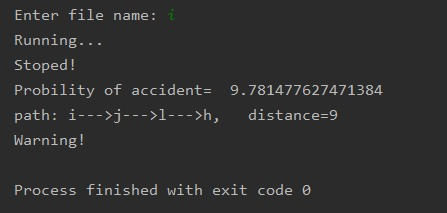 Enter file name: i
Running...
Stoped!
Probility of accident=  9.781477627471384
path: i--->j--->l--->h,   distance=9
Warning!
Process finished with exit code 0